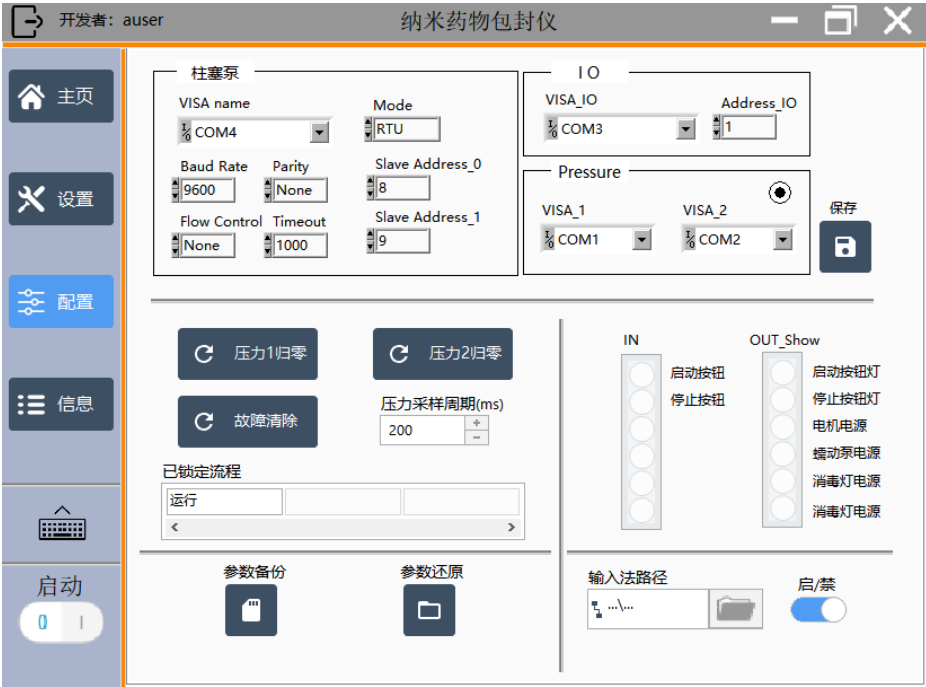 开发者：auser
纳米药物包封仪
主页
设置
配置
信息
启动
柱塞泵
VISA name
COM4
Mode
RTU
Baud Rate
9600
Parity
None
Slave Address_0
8
Flow Control
None
Timeout
1000
Slave Address_1
9
IO
VISA_IO
COM3
Address_IO
1
Pressure
VISA_1
COM1
VISA_2
COM2
保存
压力1归零
压力2归零
故障清除
压力采样周期(ms)
200
已锁定流程
运行
IN
启动按钮
停止按钮
OUT_Show
启动按钮灯
停止按钮灯
电机电源
蠕动泵电源
消毒灯电源
消毒灯电源
参数备份
参数还原
输入法路径
...\...
启/禁